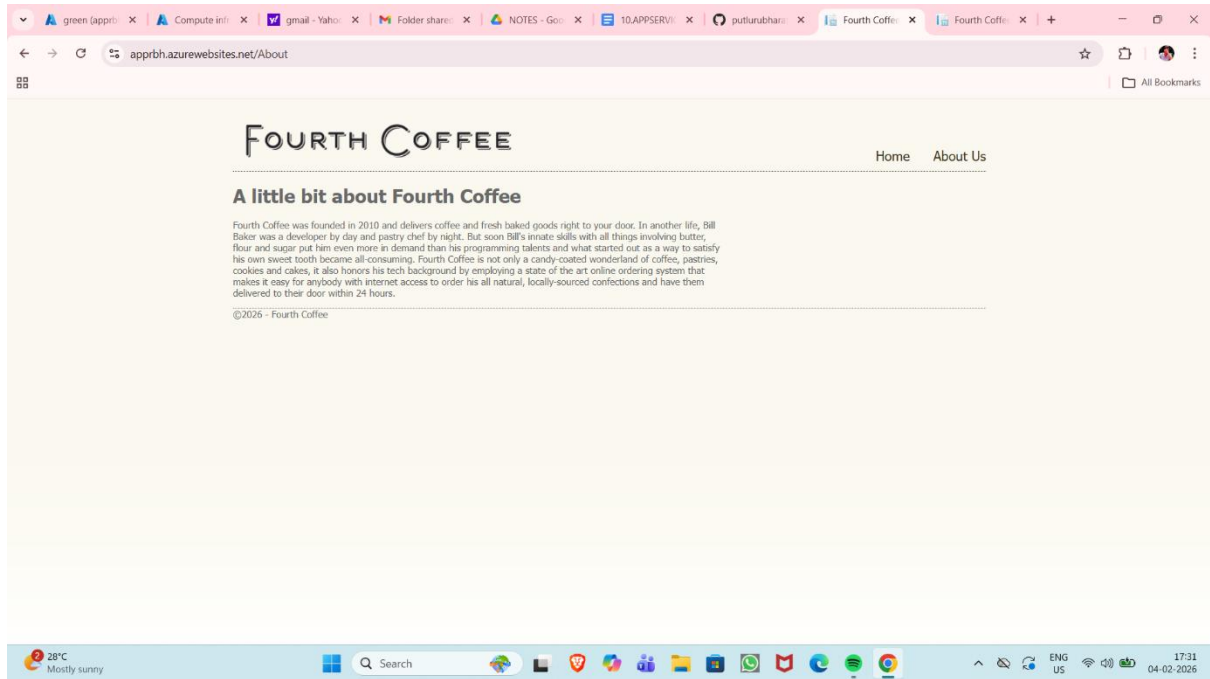 green (apprb
Compute infr
gmail - Yahoo
Folder shared
NOTES - Goo
10.APPSERVI
putlurubhara
Fourth Coffee
Fourth Coffee
apprbh.azurewebsites.net/About
All Bookmarks
FOURTH COFFEE
Home About Us
A little bit about Fourth Coffee
Fourth Coffee was founded in 2010 and delivers coffee and fresh baked goods right to your door. In another life, Bill
Baker was a developer by day and pastry chef by night. But soon Bill's innate skills with all things involving butter,
flour and sugar put him even more in demand than his programming talents and what started out as a way to satisfy
his own sweet tooth became all-consuming. Fourth Coffee is not only a candy-coated wonderland of coffee, pastries,
cookies and cakes, it also honors his tech background by employing a state of the art online ordering system that
makes it easy for anybody with internet access to order his all natural, locally-sourced confections and have them
delivered to their door within 24 hours.
©2026 - Fourth Coffee
2
28°C
Mostly sunny
Search
ENG
US
17:31
04-02-2026